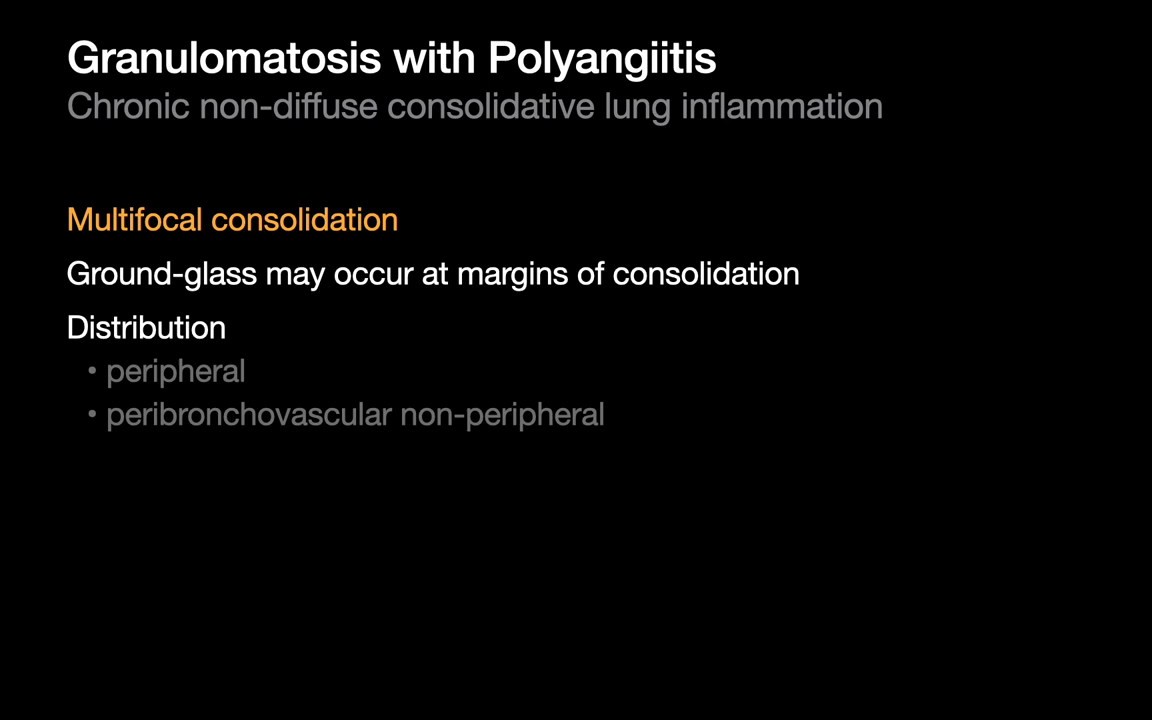 Granulomatosis with Polyangiitis
Chronic non-diffuse consolidative lung inflammation
Multifocal consolidation
Ground-glass may occur at margins of consolidation
Distribution
• peripheral
• peribronchovascular non-peripheral